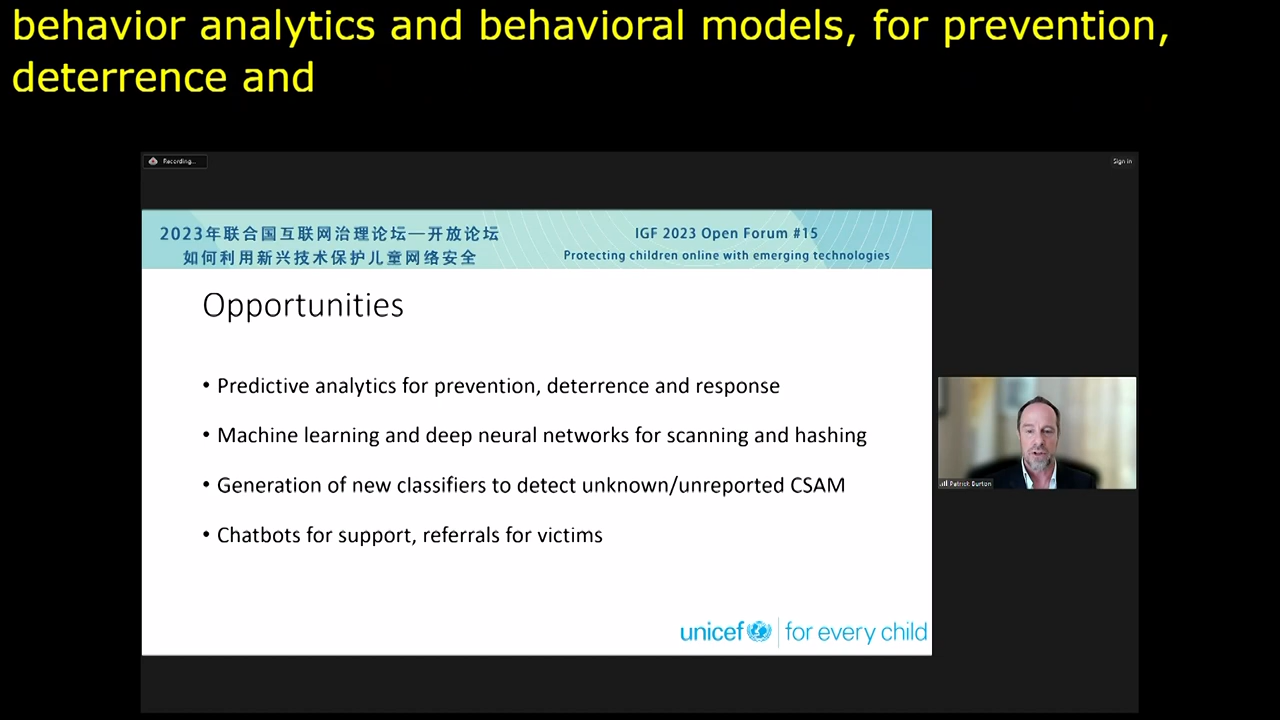 behavior analytics and behavioral models, for prevention,
deterrence and
Recording...
Sign in
2023年联合国互联网治理论坛—开放论坛
如何利用新兴技术保护儿童网络安全
IGF 2023 Open Forum #15
Protecting children online with emerging technologies
Opportunities
• Predictive analytics for prevention, deterrence and response
• Machine learning and deep neural networks for scanning and hashing
• Generation of new classifiers to detect unknown/unreported CSAM
• Chatbots for support, referrals for victims
Patrick Burton
unicef for every child